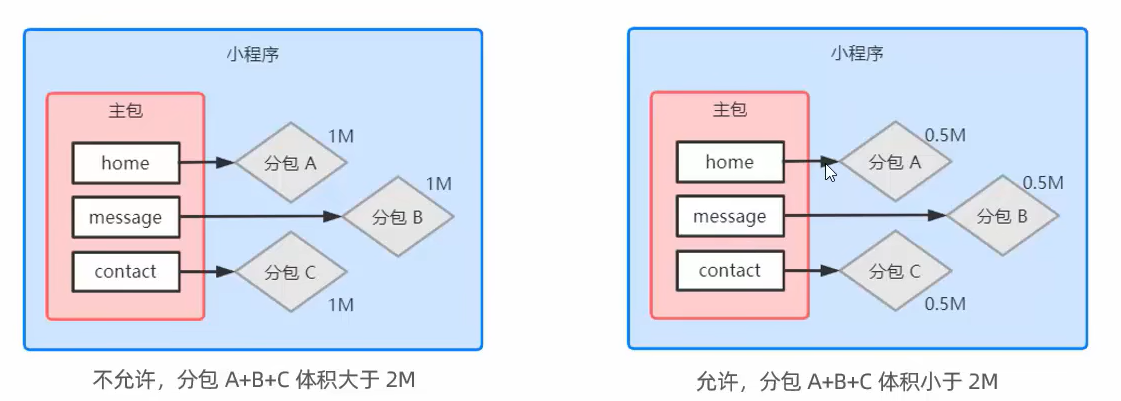 小程序
主包
home
message
contact
分包 A
1M
分包 B
1M
分包 C
1M
不允许，分包 A+B+C 体积大于 2M
小程序
主包
home
message
contact
分包 A
0.5M
分包 B
0.5M
分包 C
0.5M
允许，分包 A+B+C 体积小于 2M